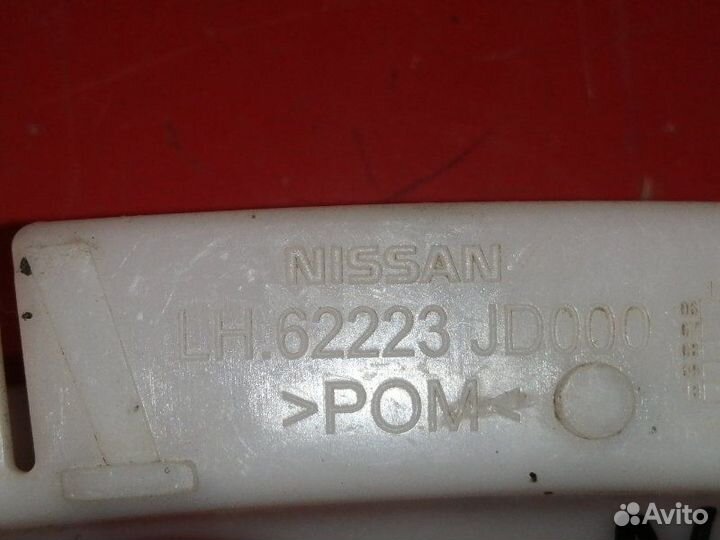 NISSAN
LH.62223 JD000
>POM<
Avito